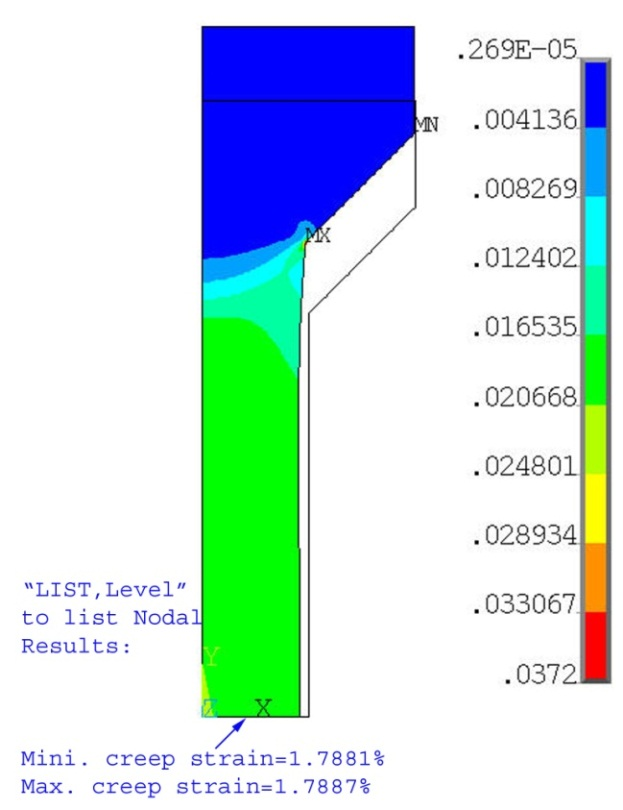 .269E-05
.004136
MN
.008269
MX
.012402
.016535
.020668
.024801
.028934
“LIST,Level”
to list Nodal
Results:
.033067
Y
.0372
Z X
Mini. creep strain=1.7881%
Max. creep strain=1.7887%